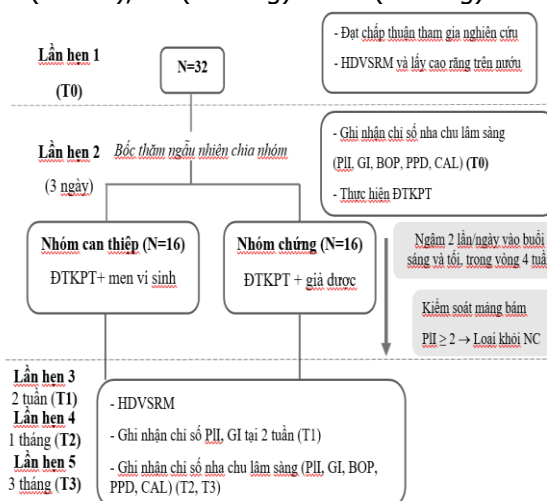 Lần hẹn 1
(T0)
N=32
- Đạt chấp thuận tham gia nghiên cứu
- HDVSRM và lấy cao răng trên nướu
Lần hẹn 2
(3 ngày)
Bốc thăm ngẫu nhiên chia nhóm
- Ghi nhận chỉ số nha chu lâm sàng
(PlI, GI, BOP, PPD, CAL) (T0)
- Thực hiện ĐTKPT
Nhóm can thiệp (N=16)
ĐTKPT+ men vi sinh
Nhóm chứng (N=16)
ĐTKPT + giả dược
Ngậm 2 lần/ngày vào buổi
sáng và tối, trong vòng 4 tuần
Kiểm soát mảng bám
PlI ≥ 2 → Loại khỏi NC
Lần hẹn 3
2 tuần (T1)
Lần hẹn 4
1 tháng (T2)
Lần hẹn 5
3 tháng (T3)
- HDVSRM
- Ghi nhận chỉ số PlI, GI tại 2 tuần (T1)
- Ghi nhận chỉ số nha chu lâm sàng (PlI, GI, BOP,
PPD, CAL) (T2, T3)